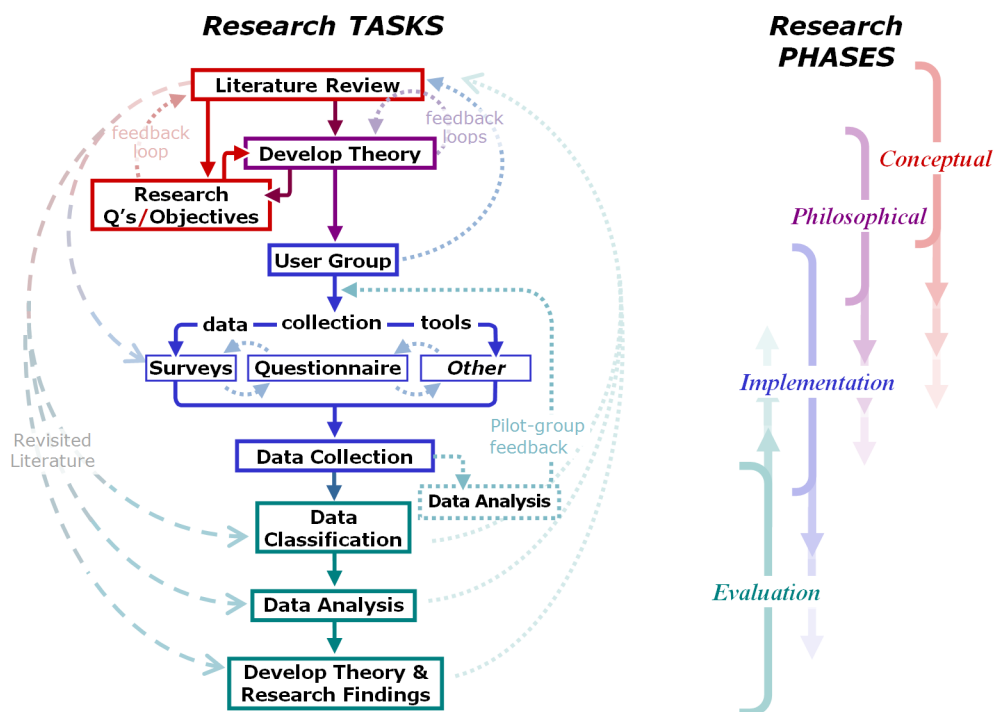 Research TASKS
Literature Review
feedback
loop
feedback
loops
Develop Theory
Research
Q's/Objectives
User Group
data collection tools
Surveys
Questionnaire
Other
Revisited
Literature
Pilot-group
feedback
Data Collection
Data Analysis
Data
Classification
Data Analysis
Develop Theory &
Research Findings
Research
PHASES
Conceptual
Philosophical
Implementation
Evaluation